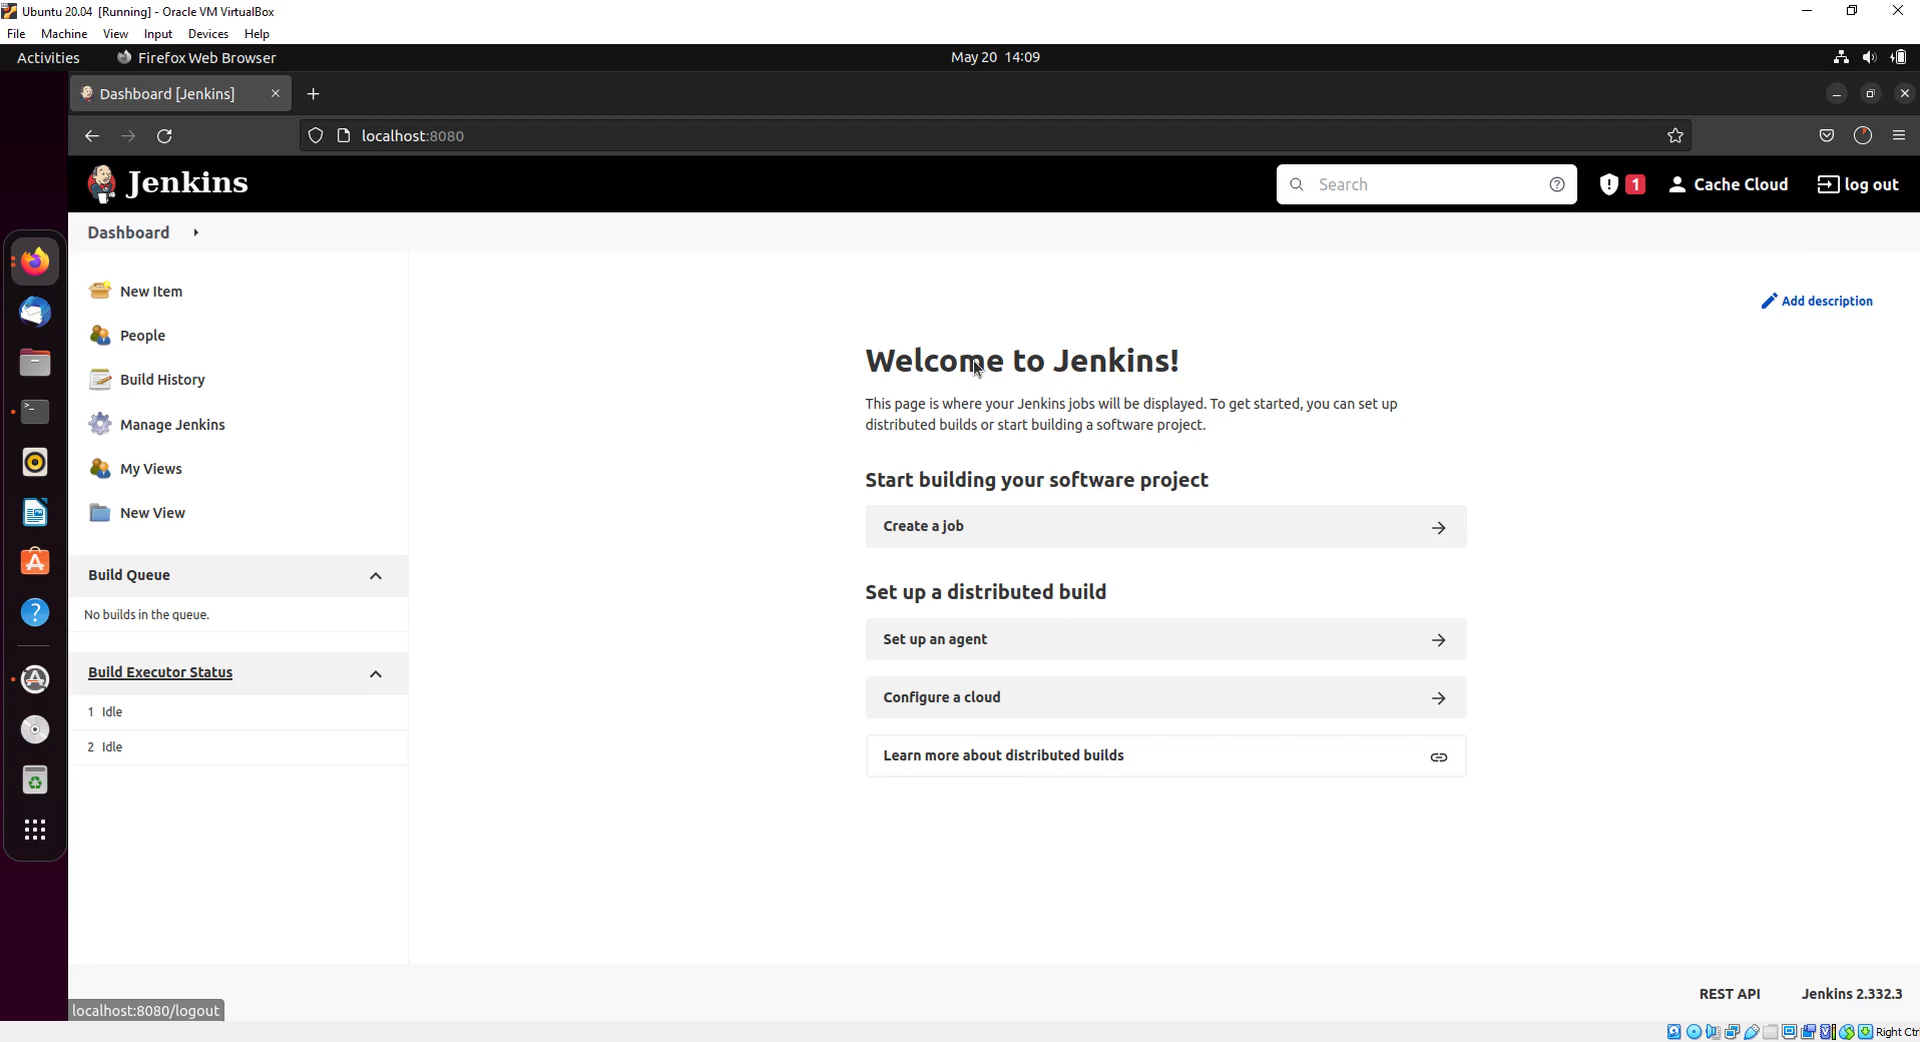 Ubuntu 20.04 [Running] - Oracle VM VirtualBox
File Machine View Input Devices Help
Activities Firefox Web Browser May 20 14:09
Dashboard [Jenkins]
localhost:8080
Jenkins Search 1 Cache Cloud log out
Dashboard
New Item
People
Build History
Manage Jenkins
My Views
New View
Build Queue
No builds in the queue.
Build Executor Status
1 Idle
2 Idle
Add description
Welcome to Jenkins!
This page is where your Jenkins jobs will be displayed. To get started, you can set up
distributed builds or start building a software project.
Start building your software project
Create a job
Set up a distributed build
Set up an agent
Configure a cloud
Learn more about distributed builds
REST API Jenkins 2.332.3
localhost:8080/logout
Right Ctr